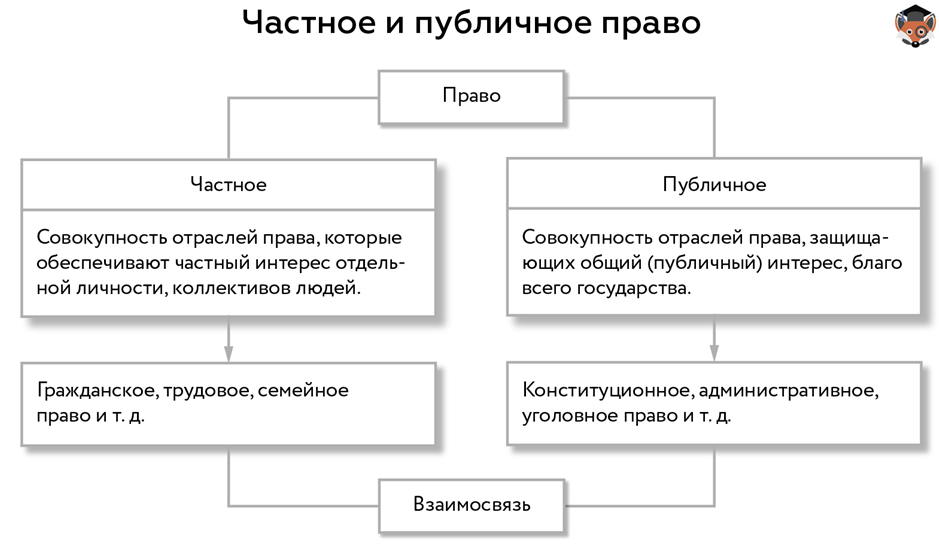 Частное и публичное право
Право
Частное
Совокупность отраслей права, которые
обеспечивают частный интерес отдель-
ной личности, коллективов людей.
Публичное
Совокупность отраслей права, защища-
ющих общий (публичный) интерес, благо
всего государства.
Гражданское, трудовое, семейное
право и т. д.
Конституционное, административное,
уголовное право и т. д.
Взаимосвязь